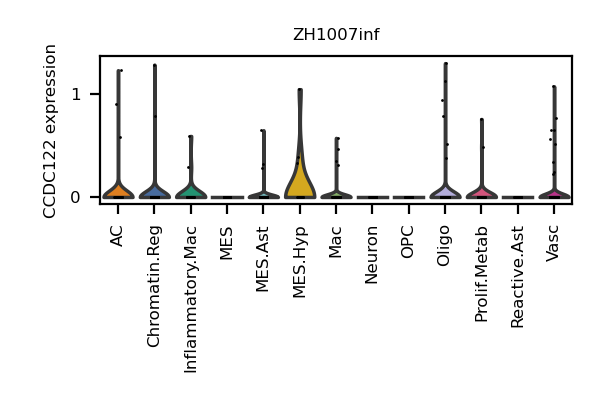 ZH1007inf
CCDC122 expression
1
0
AC
Chromatin.Reg
Inflammatory.Mac
MES
MES.Ast
MES.Hyp
Mac
Neuron
OPC
Oligo
Prolif.Metab
Reactive.Ast
Vasc